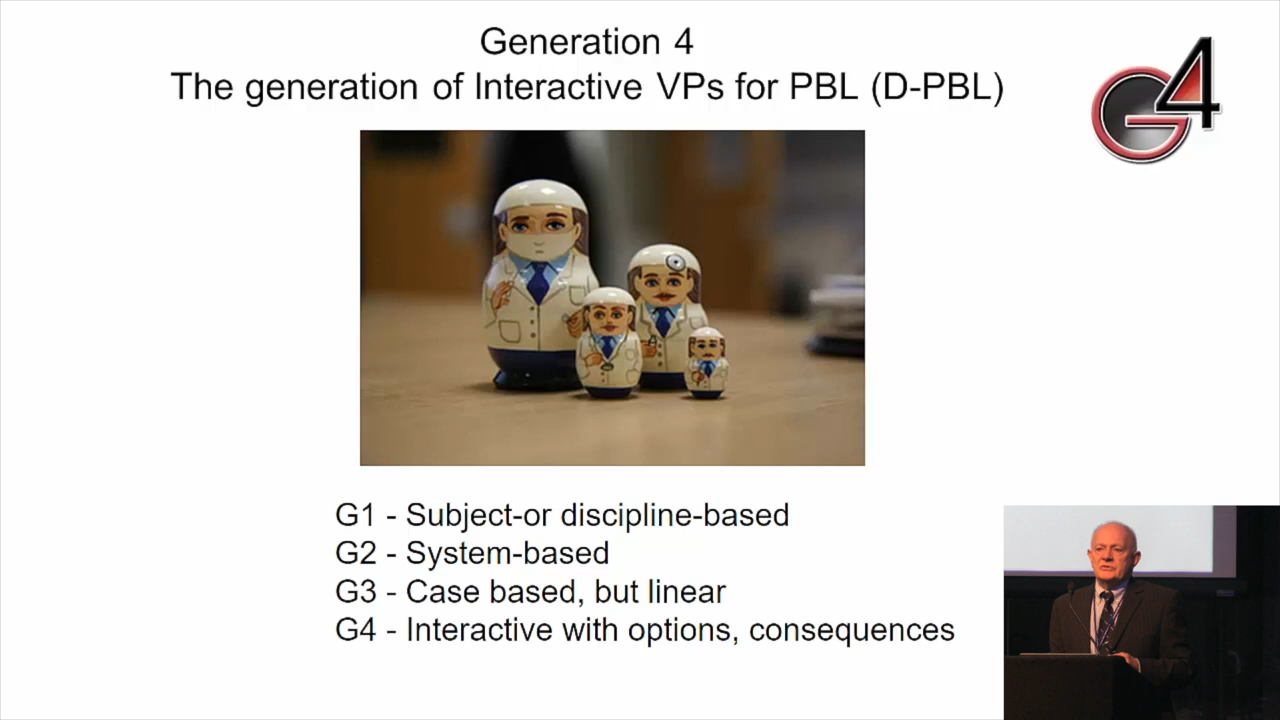 Generation 4
The generation of Interactive VPs for PBL (D-PBL)
G4
G1 - Subject-or discipline-based
G2 - System-based
G3 - Case based, but linear
G4 - Interactive with options, consequences